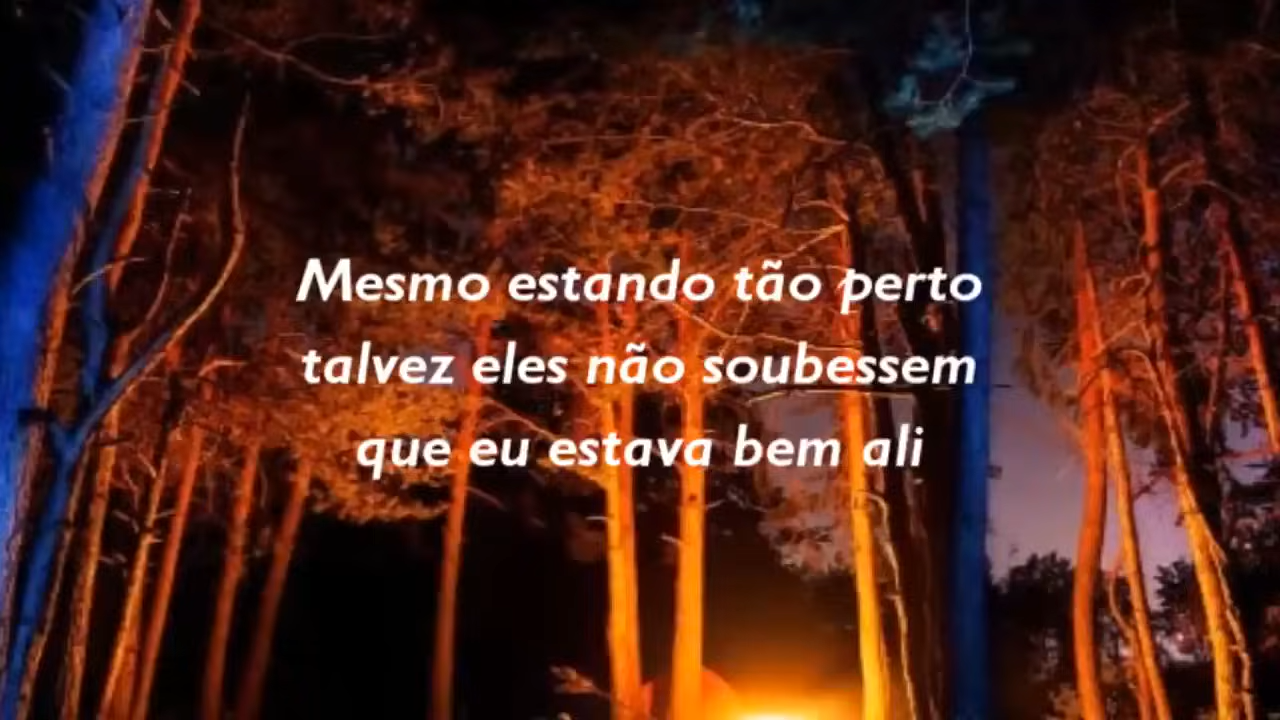 Mesmo estando tão perto
talvez eles não soubessem
que eu estava bem ali